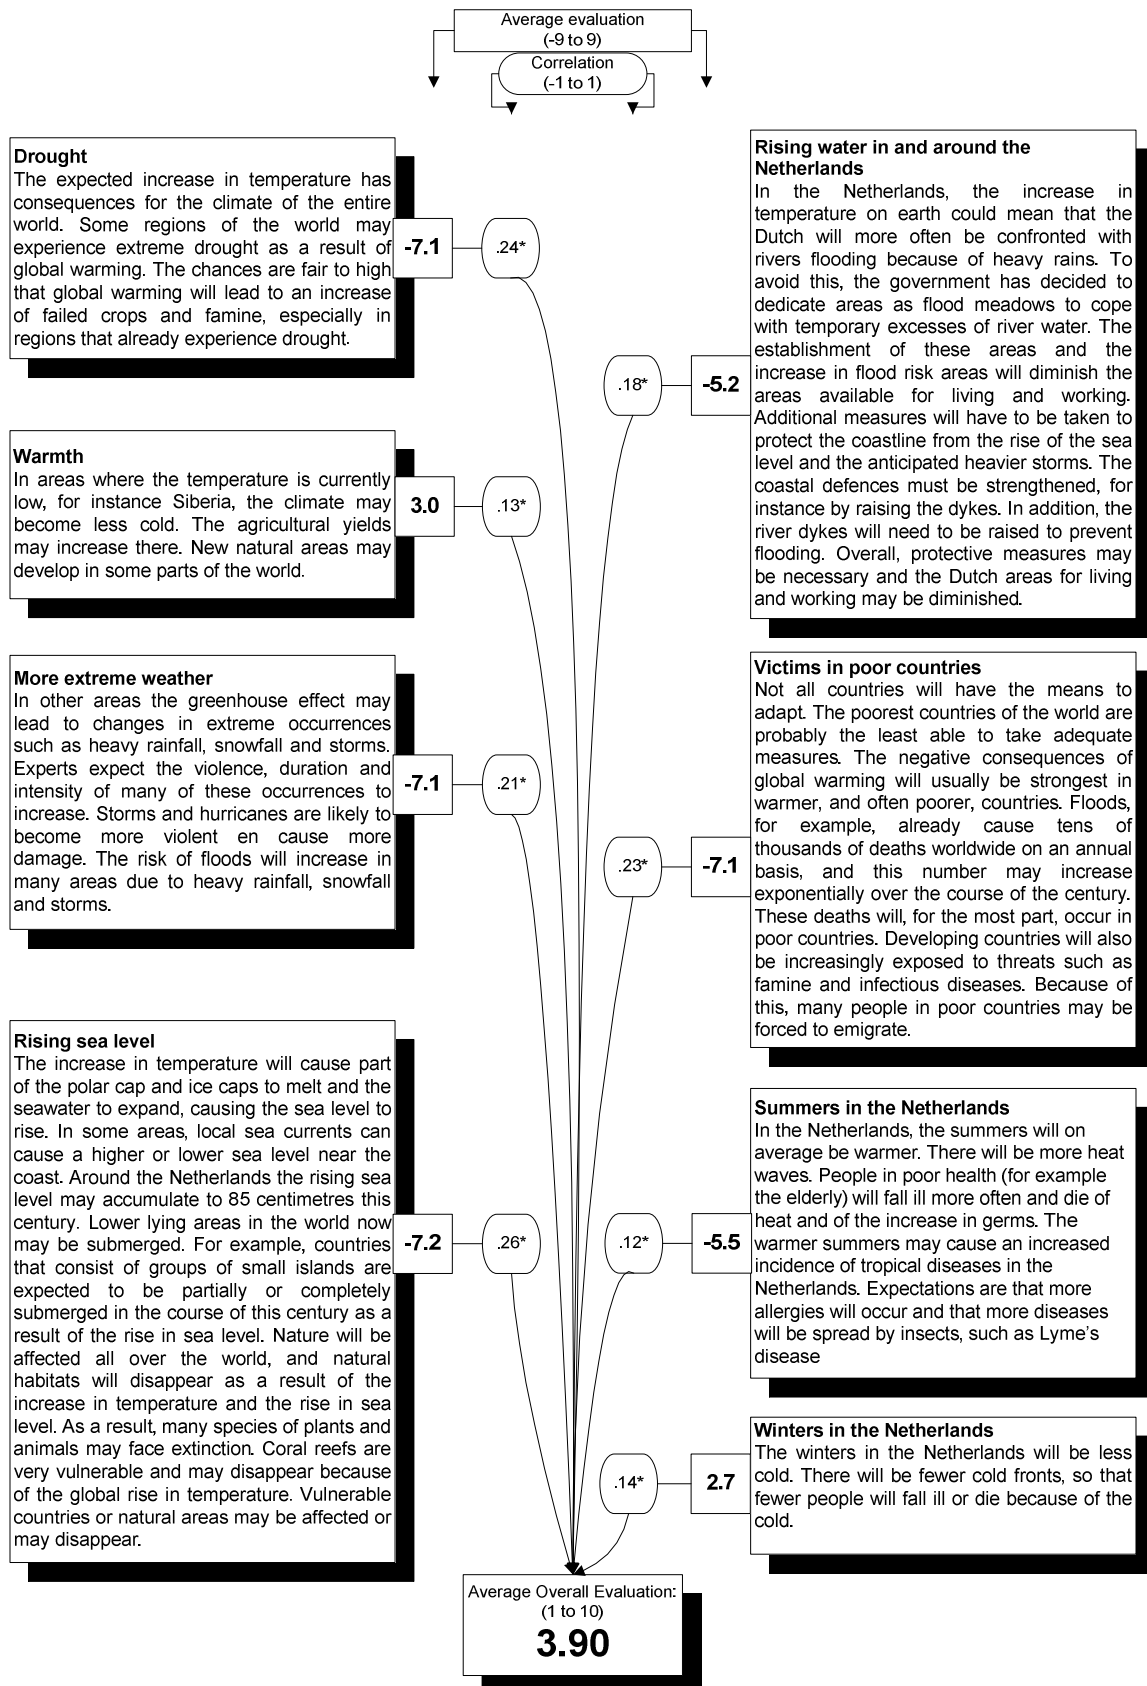 Average evaluation
(-9 to 9)
Correlation
(-1 to 1)
Drought
The expected increase in temperature has
consequences for the climate of the entire
world. Some regions of the world may
experience extreme drought as a result of
global warming. The chances are fair to high
that global warming will lead to an increase
of failed crops and famine, especially in
regions that already experience drought.
-7.1
.24*
Warmth
In areas where the temperature is currently
low, for instance Siberia, the climate may
become less cold. The agricultural yields
may increase there. New natural areas may
develop in some parts of the world.
3.0
.13*
More extreme weather
In other areas the greenhouse effect may
lead to changes in extreme occurrences
such as heavy rainfall, snowfall and storms.
Experts expect the violence, duration and
intensity of many of these occurrences to
increase. Storms and hurricanes are likely to
become more violent en cause more
damage. The risk of floods will increase in
many areas due to heavy rainfall, snowfall
and storms.
-7.1
.21*
Rising sea level
The increase in temperature will cause part
of the polar cap and ice caps to melt and the
seawater to expand, causing the sea level to
rise. In some areas, local sea currents can
cause a higher or lower sea level near the
coast. Around the Netherlands the rising sea
level may accumulate to 85 centimetres this
century. Lower lying areas in the world now
may be submerged. For example, countries
that consist of groups of small islands are
expected to be partially or completely
submerged in the course of this century as a
result of the rise in sea level. Nature will be
affected all over the world, and natural
habitats will disappear as a result of the
increase in temperature and the rise in sea
level. As a result, many species of plants and
animals may face extinction. Coral reefs are
very vulnerable and may disappear because
of the global rise in temperature. Vulnerable
countries or natural areas may be affected or
may disappear.
-7.2
.26*
Rising water in and around the
Netherlands
In the Netherlands, the increase in
temperature on earth could mean that the
Dutch will more often be confronted with
rivers flooding because of heavy rains. To
avoid this, the government has decided to
dedicate areas as flood meadows to cope
with temporary excesses of river water. The
establishment of these areas and the
increase in flood risk areas will diminish the
areas available for living and working.
Additional measures will have to be taken to
protect the coastline from the rise of the sea
level and the anticipated heavier storms. The
coastal defences must be strengthened, for
instance by raising the dykes. In addition, the
river dykes will need to be raised to prevent
flooding. Overall, protective measures may
be necessary and the Dutch areas for living
and working may be diminished.
.18*
-5.2
Victims in poor countries
Not all countries will have the means to
adapt. The poorest countries of the world are
probably the least able to take adequate
measures. The negative consequences of
global warming will usually be strongest in
warmer, and often poorer, countries. Floods,
for example, already cause tens of
thousands of deaths worldwide on an annual
basis, and this number may increase
exponentially over the course of the century.
These deaths will, for the most part, occur in
poor countries. Developing countries will also
be increasingly exposed to threats such as
famine and infectious diseases. Because of
this, many people in poor countries may be
forced to emigrate.
.23*
-7.1
Summers in the Netherlands
In the Netherlands, the summers will on
average be warmer. There will be more heat
waves. People in poor health (for example
the elderly) will fall ill more often and die of
heat and of the increase in germs. The
warmer summers may cause an increased
incidence of tropical diseases in the
Netherlands. Expectations are that more
allergies will occur and that more diseases
will be spread by insects, such as Lyme's
disease
.12*
-5.5
Winters in the Netherlands
The winters in the Netherlands will be less
cold. There will be fewer cold fronts, so that
fewer people will fall ill or die because of the
cold.
.14*
2.7
Average Overall Evaluation:
(1 to 10)
3.90